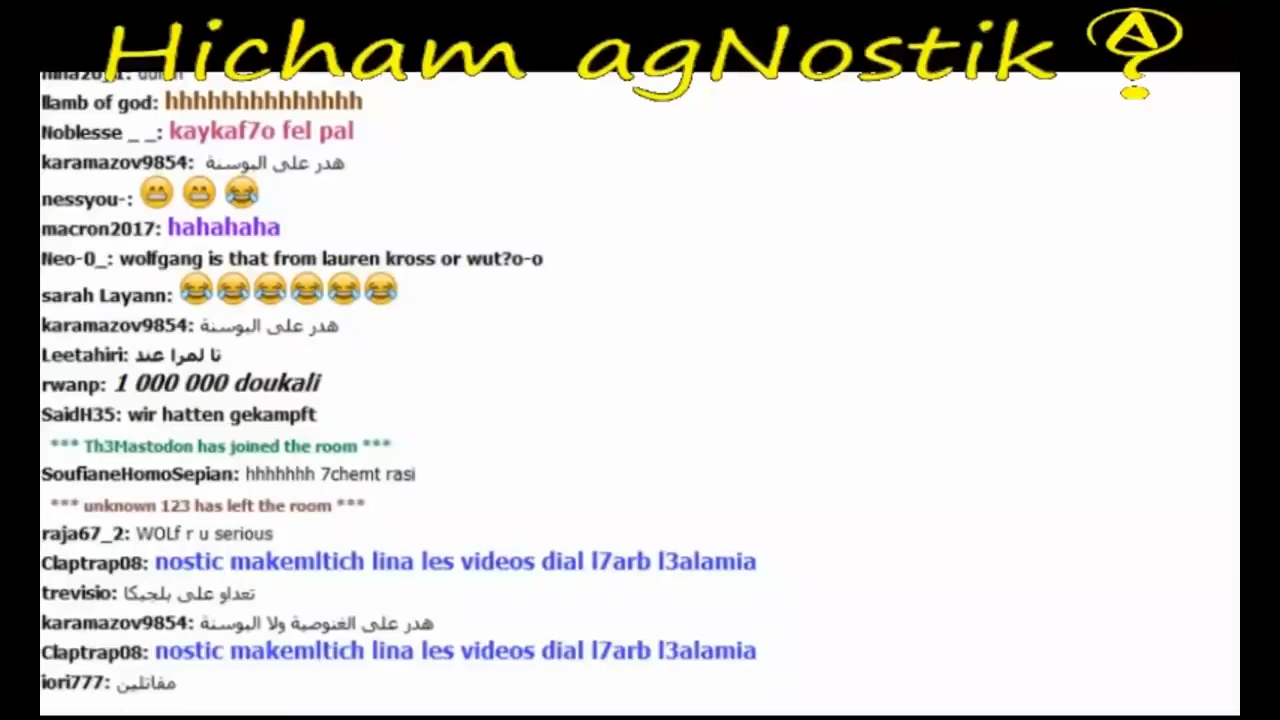 Hicham agNostik
llamb of god: hhhhhhhhhhhhhh
Noblesse _ _: kaykaf7o fel pal
karamazov9854: هدر على البوسنة
nessyou-: 😁 😁 😂
macron2017: hahahaha
Neo-0_: wolfgang is that from lauren kross or wut?o-o
sarah Layann: 😂😂😂😂😂😂
karamazov9854: هدر على البوسنة
Leetahiri: تا لمرا عند
rwanp: 1 000 000 doukali
SaidH35: wir hatten gekampft
*** Th3Mastodon has joined the room ***
SoufianeHomoSepian: hhhhhhh 7chemt rasi
*** unknown 123 has left the room ***
raja67_2: WOLf r u serious
Claptrap08: nostic makemltich lina les videos dial l7arb l3alamia
trevisio: تعداو على بلجيكا
karamazov9854: هدر على الغنوصية ولا البوسنة
Claptrap08: nostic makemltich lina les videos dial l7arb l3alamia
iori777: مقاتلين